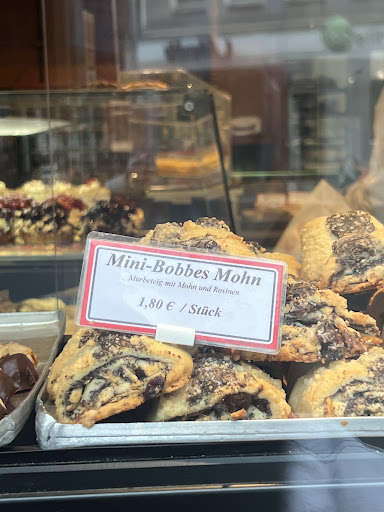 Mini-Bobbes Mohn
Mürbeteig mit Mohn und Rosinen
1,80 € / Stück